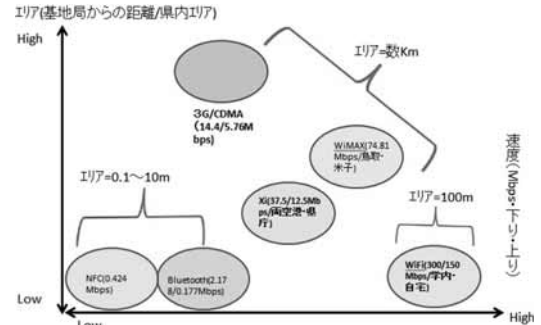 エリア(基地局からの距離/県内エリア)
High
エリア=数Km
3G/CDMA
(14.4/5.76M
bps)
WiMAX(74.81
Mbps/鳥取・
米子)
速度(Mbps・下り・上り)
エリア=0.1～10m
エリア=100m
Xi(37.5/12.5Mb
ps/両空港・県
庁)
NFC(0.424
Mbps)
Bluetooth(2.17
8/0.177Mbps)
WiFi(300/150
Mbps/学内・
自宅)
Low
Low
High